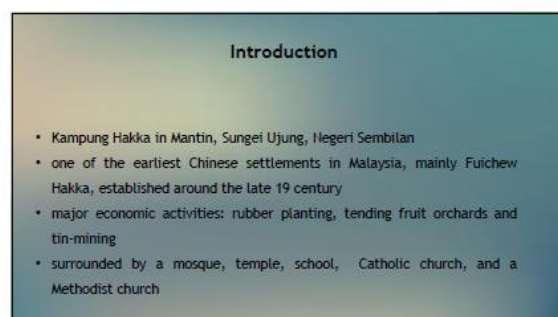 Introduction
• Kampung Hakka in Mantin, Sungei Ujung, Negeri Sembilan
• one of the earliest Chinese settlements in Malaysia, mainly Fuichew
Hakka, established around the late 19 century
• major economic activities: rubber planting, tending fruit orchards and
tin-mining
• surrounded by a mosque, temple, school, Catholic church, and a
Methodist church